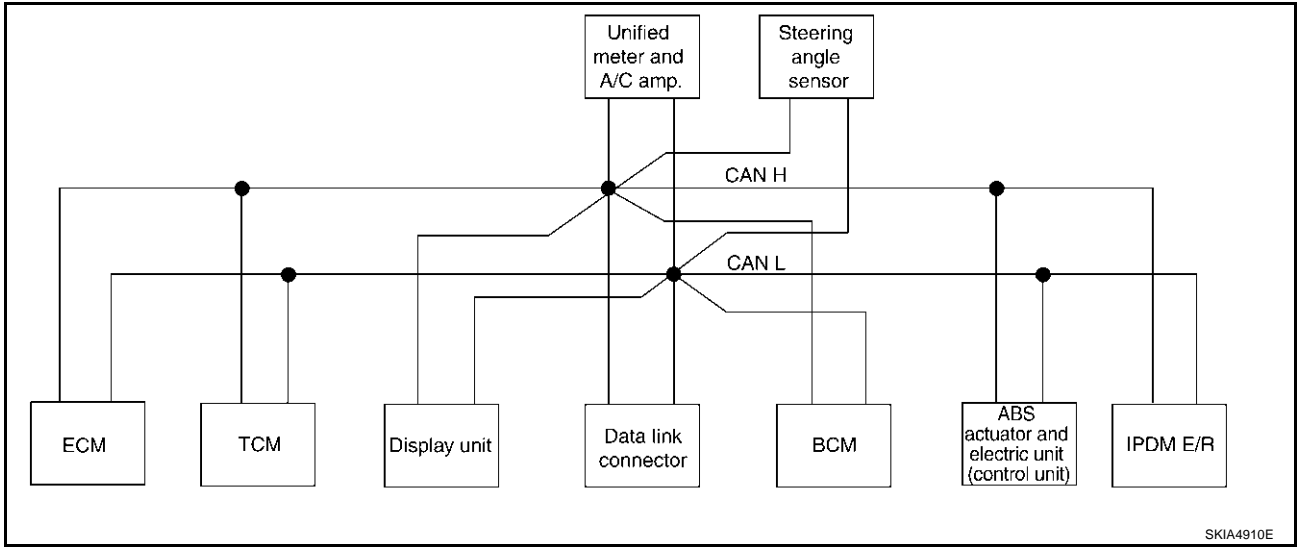 Unified
meter and
A/C amp.
Steering
angle
sensor
CAN H
CAN L
ECM
TCM
Display unit
Data link
connector
BCM
ABS
actuator and
electric unit
(control unit)
IPDM E/R
SKIA4910E